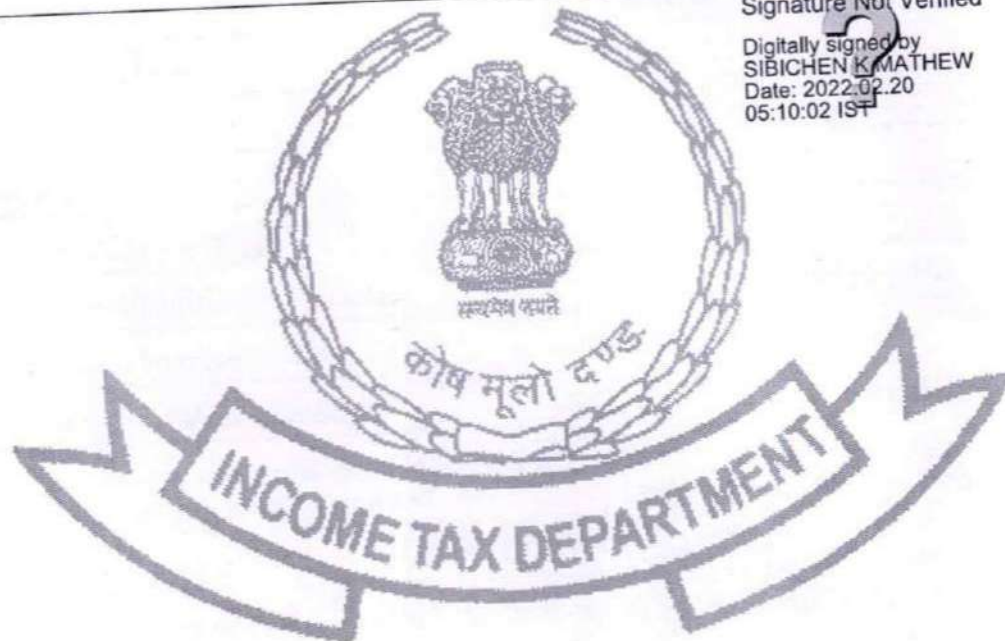 Signature Not Verified
Digitally signed by
SIBICHEN K MATHEW
Date: 2022.02.20
05:10:02 IST
?
सत्यमेव जयते
कोष मूलो दण्ड
INCOME TAX DEPARTMENT